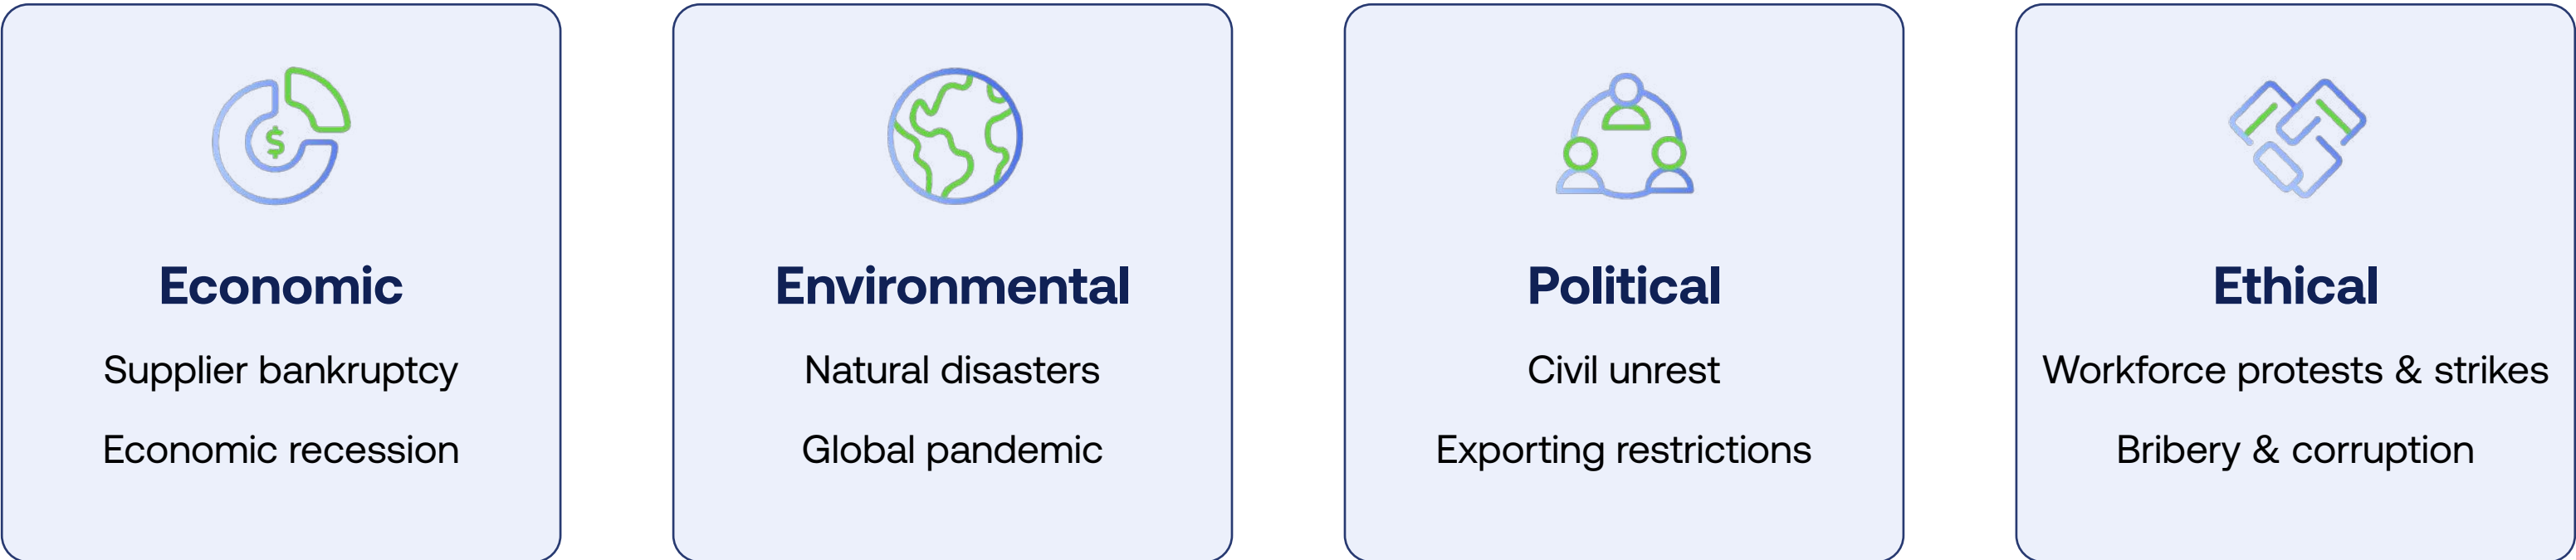 $
Economic
Supplier bankruptcy
Economic recession
Environmental
Natural disasters
Global pandemic
Political
Civil unrest
Exporting restrictions
Ethical
Workforce protests & strikes
Bribery & corruption